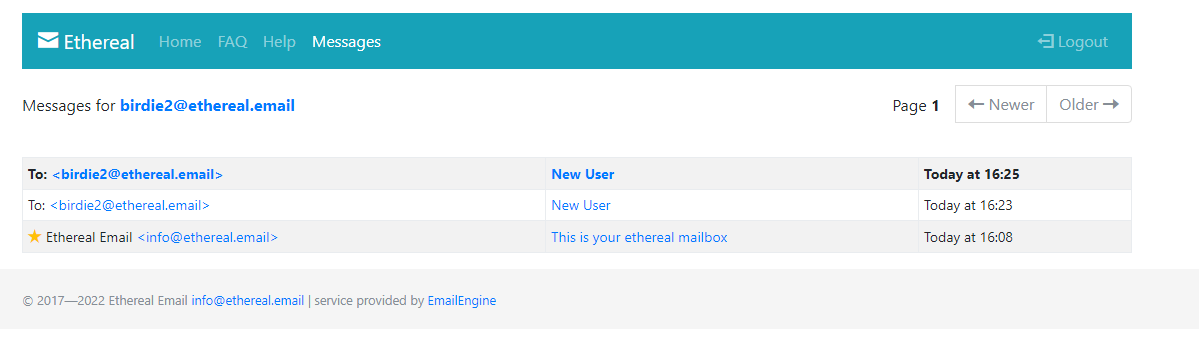 Ethereal Home FAQ Help Messages Logout
Messages for birdie2@ethereal.email Page 1 Newer Older
To: <birdie2@ethereal.email> New User Today at 16:25
To: <birdie2@ethereal.email> New User Today at 16:23
Ethereal Email <info@ethereal.email> This is your ethereal mailbox Today at 16:08
© 2017—2022 Ethereal Email info@ethereal.email | service provided by EmailEngine